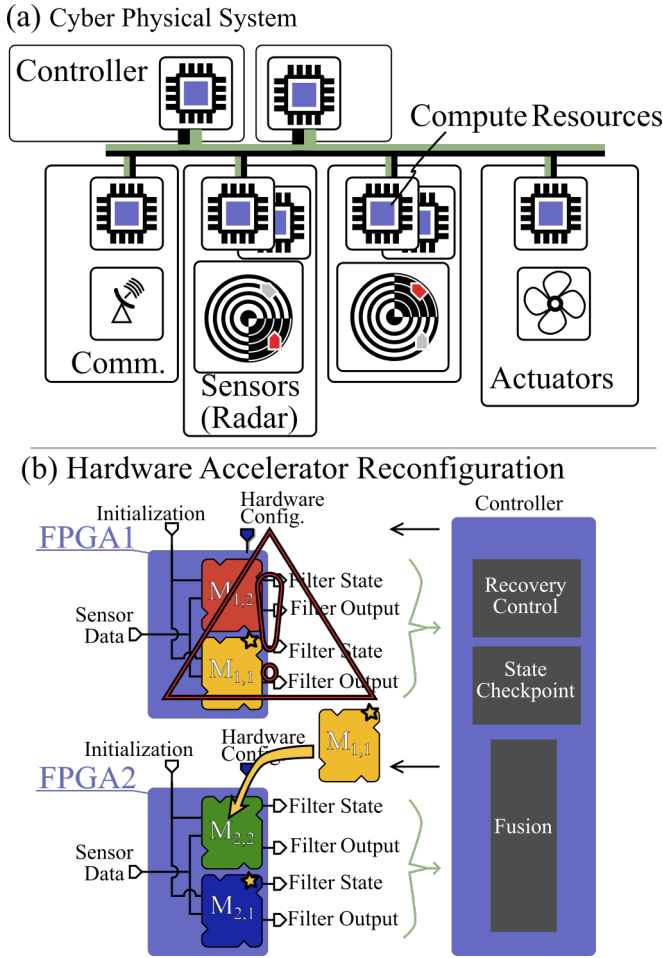 (a) Cyber Physical System
Controller
Compute Resources
Comm.
Sensors
(Radar)
Actuators
(b) Hardware Accelerator Reconfiguration
Initialization
Hardware
Config.
Controller
FPGA1
M1,2
Filter State
Filter Output
Sensor
Data
Filter State
M1,1
Filter Output
Recovery
Control
State
Checkpoint
Initialization
Hardware
Config.
M1,1
FPGA2
M2,2
Filter State
Filter Output
Sensor
Data
Filter State
M2,1
Filter Output
Fusion